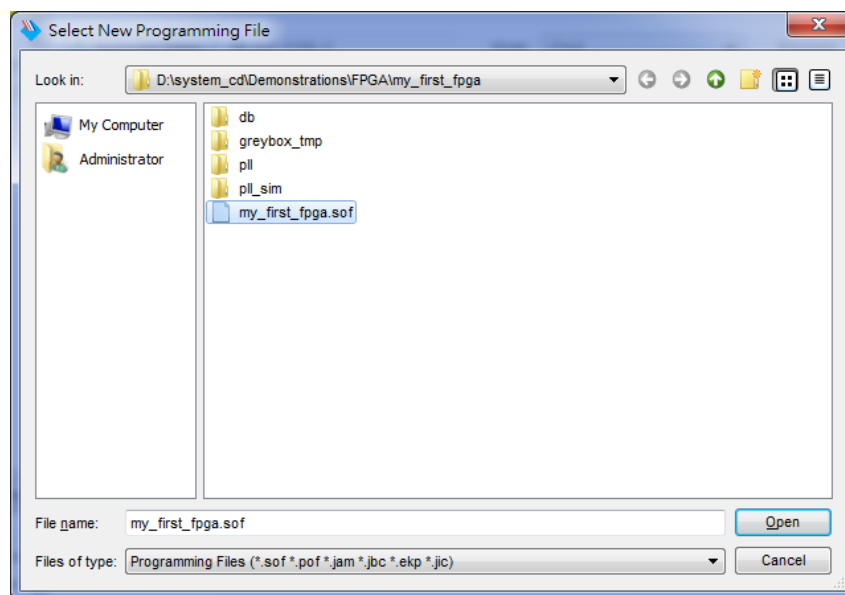 Select New Programming File
Look in: D:\system_cd\Demonstrations\FPGA\my_first_fpga
My Computer
Administrator
db
greybox_tmp
pll
pll_sim
my_first_fpga.sof
File name: my_first_fpga.sof Open
Files of type: Programming Files (*.sof *.pof *.jam *.jbc *.ekp *.jic) Cancel